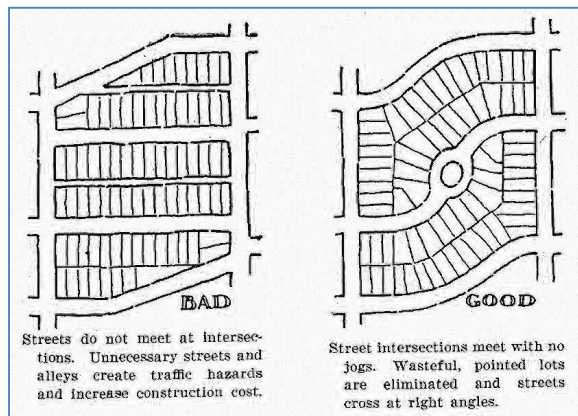 BAD
Streets do not meet at intersec-
tions. Unnecessary streets and
alleys create traffic hazards
and increase construction cost.
GOOD
Street intersections meet with no
jogs. Wasteful, pointed lots
are eliminated and streets
cross at right angles.